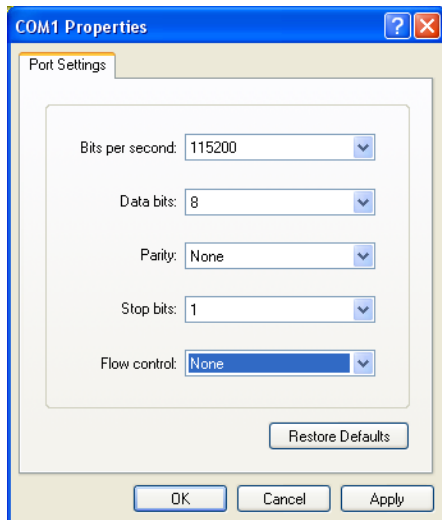 COM1 Properties
Port Settings
Bits per second: 115200
Data bits: 8
Parity: None
Stop bits: 1
Flow control: None
Restore Defaults
OK Cancel Apply